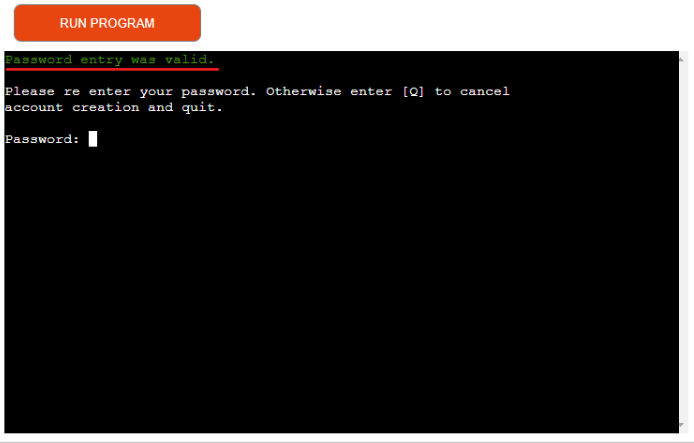 RUN PROGRAM
Password entry was valid.
Please re enter your password. Otherwise enter [Q] to cancel
account creation and quit.
Password: